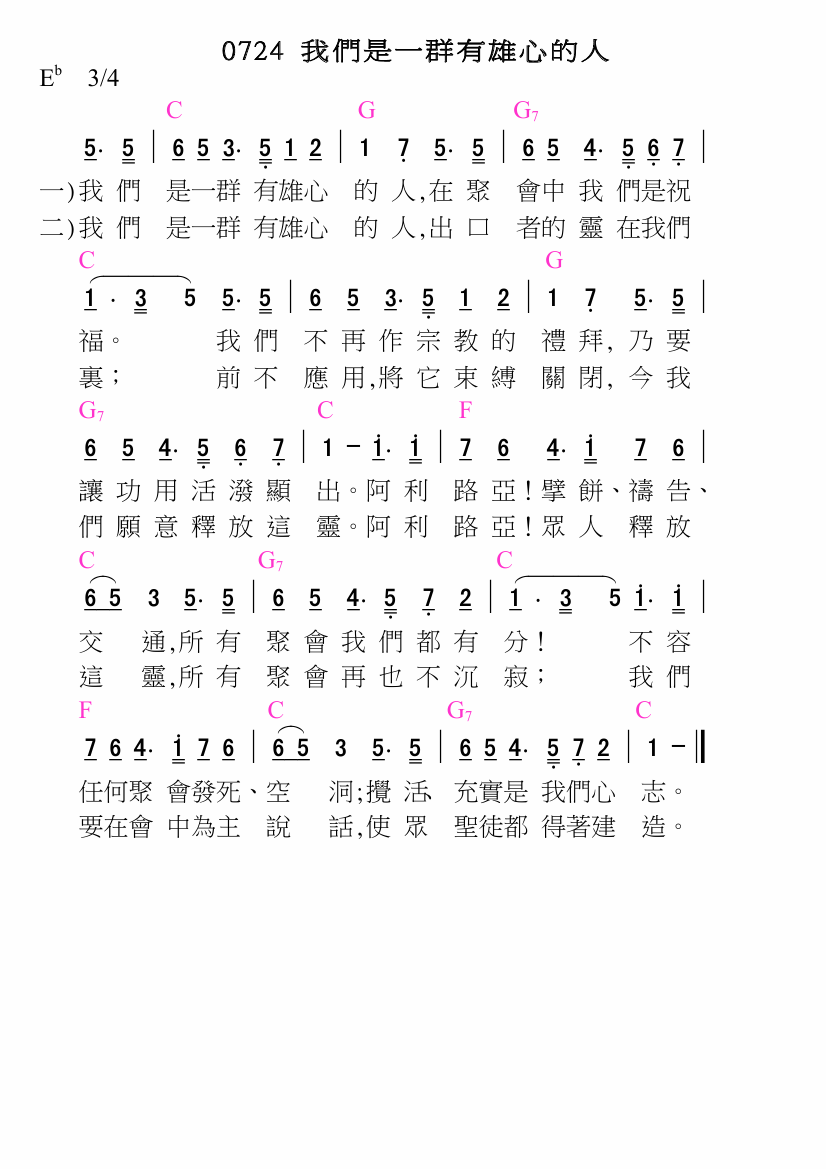 0724 我們是一群有雄心的人
E♭ 3/4
C G G7
5· 5 | 6 5 3· 5 1 2 | 1 7 5· 5 | 6 5 4· 5 6 7 |
一)我 們 是一群 有雄心 的 人,在 聚 會中 我 們是祝
二)我 們 是一群 有雄心 的 人,出 口 者的 靈 在我們
C G
1 · 3 5 5· 5 | 6 5 3· 5 1 2 | 1 7 5· 5 |
福。 我 們 不 再 作 宗 教 的 禮 拜, 乃 要
裏; 前 不 應 用,將 它 束 縛 關 閉, 今 我
G7 C F
6 5 4· 5 6 7 | 1 - i· i | 7 6 4· i 7 6 |
讓 功 用 活 潑 顯 出。阿 利 路 亞!擘 餅、禱 告、
們 願 意 釋 放 這 靈。阿 利 路 亞!眾 人 釋 放
C G7 C
6 5 3 5· 5 | 6 5 4· 5 7 2 | 1 · 3 5 i· i |
交 通,所 有 聚 會 我 們 都 有 分! 不 容
這 靈,所 有 聚 會 再 也 不 沉 寂; 我 們
F C G7 C
7 6 4· i 7 6 | 6 5 3 5· 5 | 6 5 4· 5 7 2 | 1 - ‖
任何聚 會發死、空 洞;攪 活、 充實是 我們心 志。
要在會 中為主 說 話,使 眾 聖徒都 得著建 造。